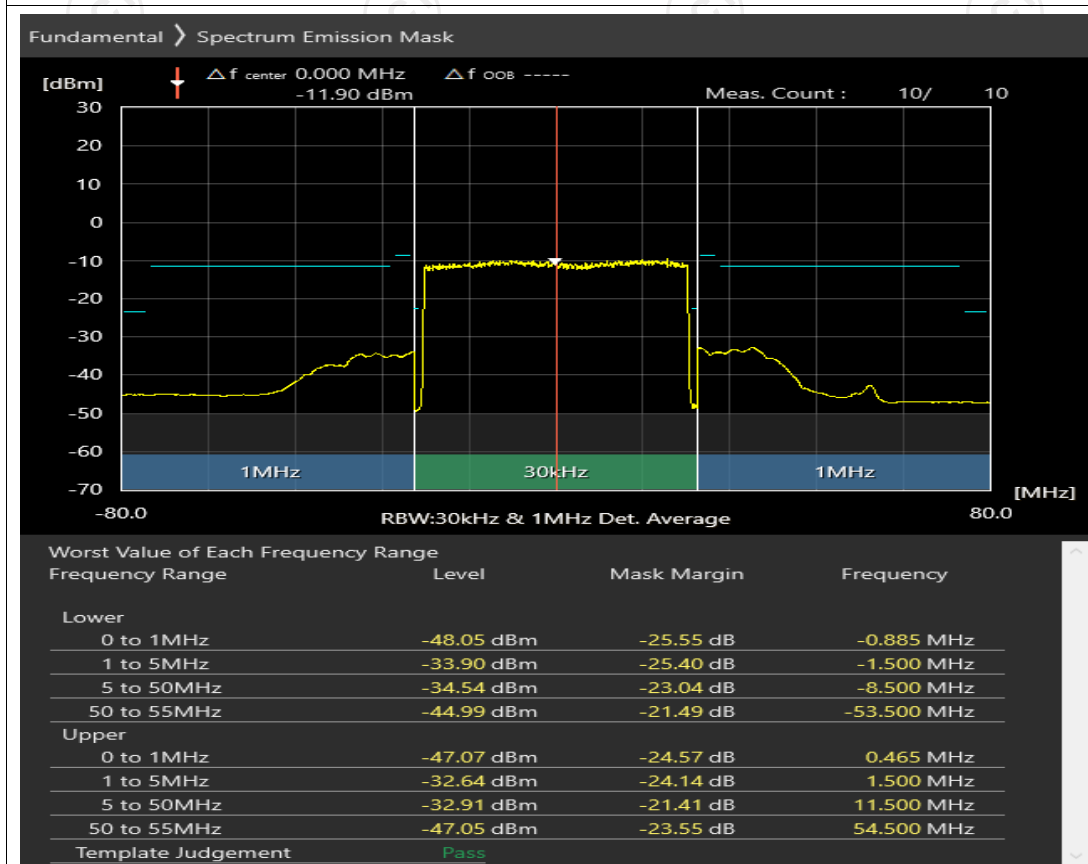 Fundamental ❯ Spectrum Emission Mask
[dBm] Δf center 0.000 MHz Δf OOB -----
-11.90 dBm Meas. Count : 10/ 10
30
20
10
0
-10
-20
-30
-40
-50
-60
1MHz 30kHz 1MHz
-70
[MHz]
-80.0 RBW:30kHz & 1MHz Det. Average 80.0
Worst Value of Each Frequency Range
Frequency Range Level Mask Margin Frequency
Lower
0 to 1MHz -48.05 dBm -25.55 dB -0.885 MHz
1 to 5MHz -33.90 dBm -25.40 dB -1.500 MHz
5 to 50MHz -34.54 dBm -23.04 dB -8.500 MHz
50 to 55MHz -44.99 dBm -21.49 dB -53.500 MHz
Upper
0 to 1MHz -47.07 dBm -24.57 dB 0.465 MHz
1 to 5MHz -32.64 dBm -24.14 dB 1.500 MHz
5 to 50MHz -32.91 dBm -21.41 dB 11.500 MHz
50 to 55MHz -47.05 dBm -23.55 dB 54.500 MHz
Template Judgement Pass